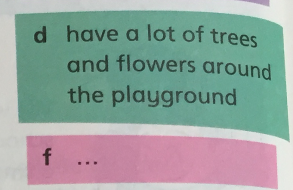 d have a lot of trees
and flowers around
the playground
f ...